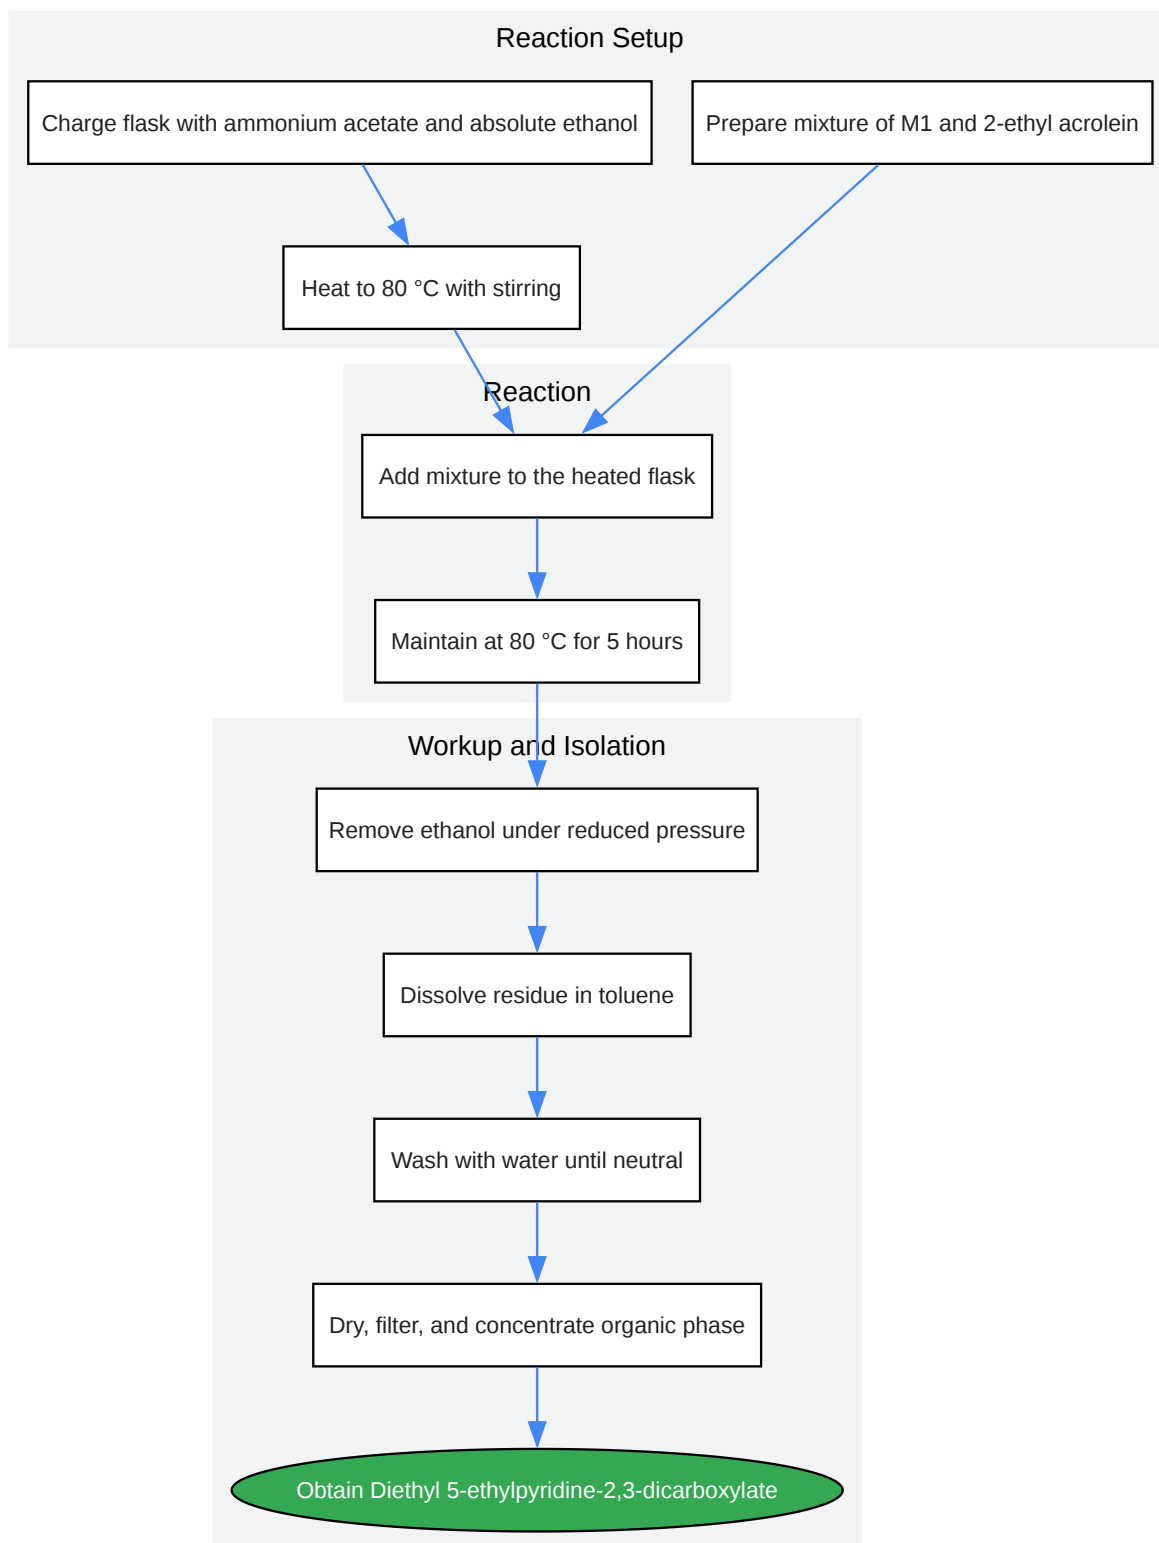 Reaction Setup
Charge flask with ammonium acetate and absolute ethanol
Prepare mixture of M1 and 2-ethyl acrolein
Heat to 80 °C with stirring
Reaction
Add mixture to the heated flask
Maintain at 80 °C for 5 hours
Workup and Isolation
Remove ethanol under reduced pressure
Dissolve residue in toluene
Wash with water until neutral
Dry, filter, and concentrate organic phase
Obtain Diethyl 5-ethylpyridine-2,3-dicarboxylate